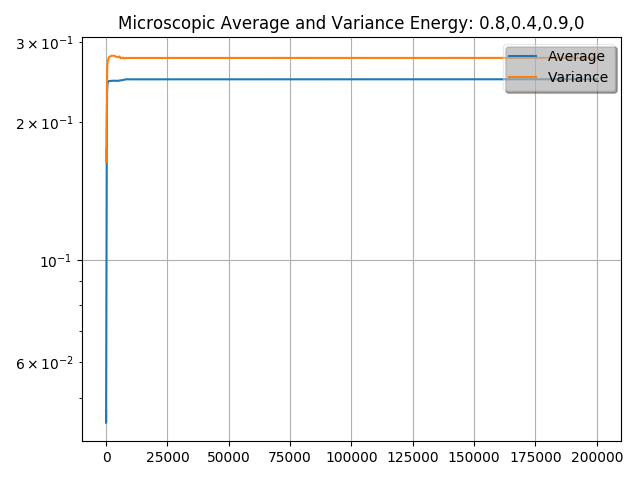 Microscopic Average and Variance Energy: 0.8,0.4,0.9,0
3 × 10⁻¹
Average
Variance
2 × 10⁻¹
10⁻¹
6 × 10⁻²
0 25000 50000 75000 100000 125000 150000 175000 200000